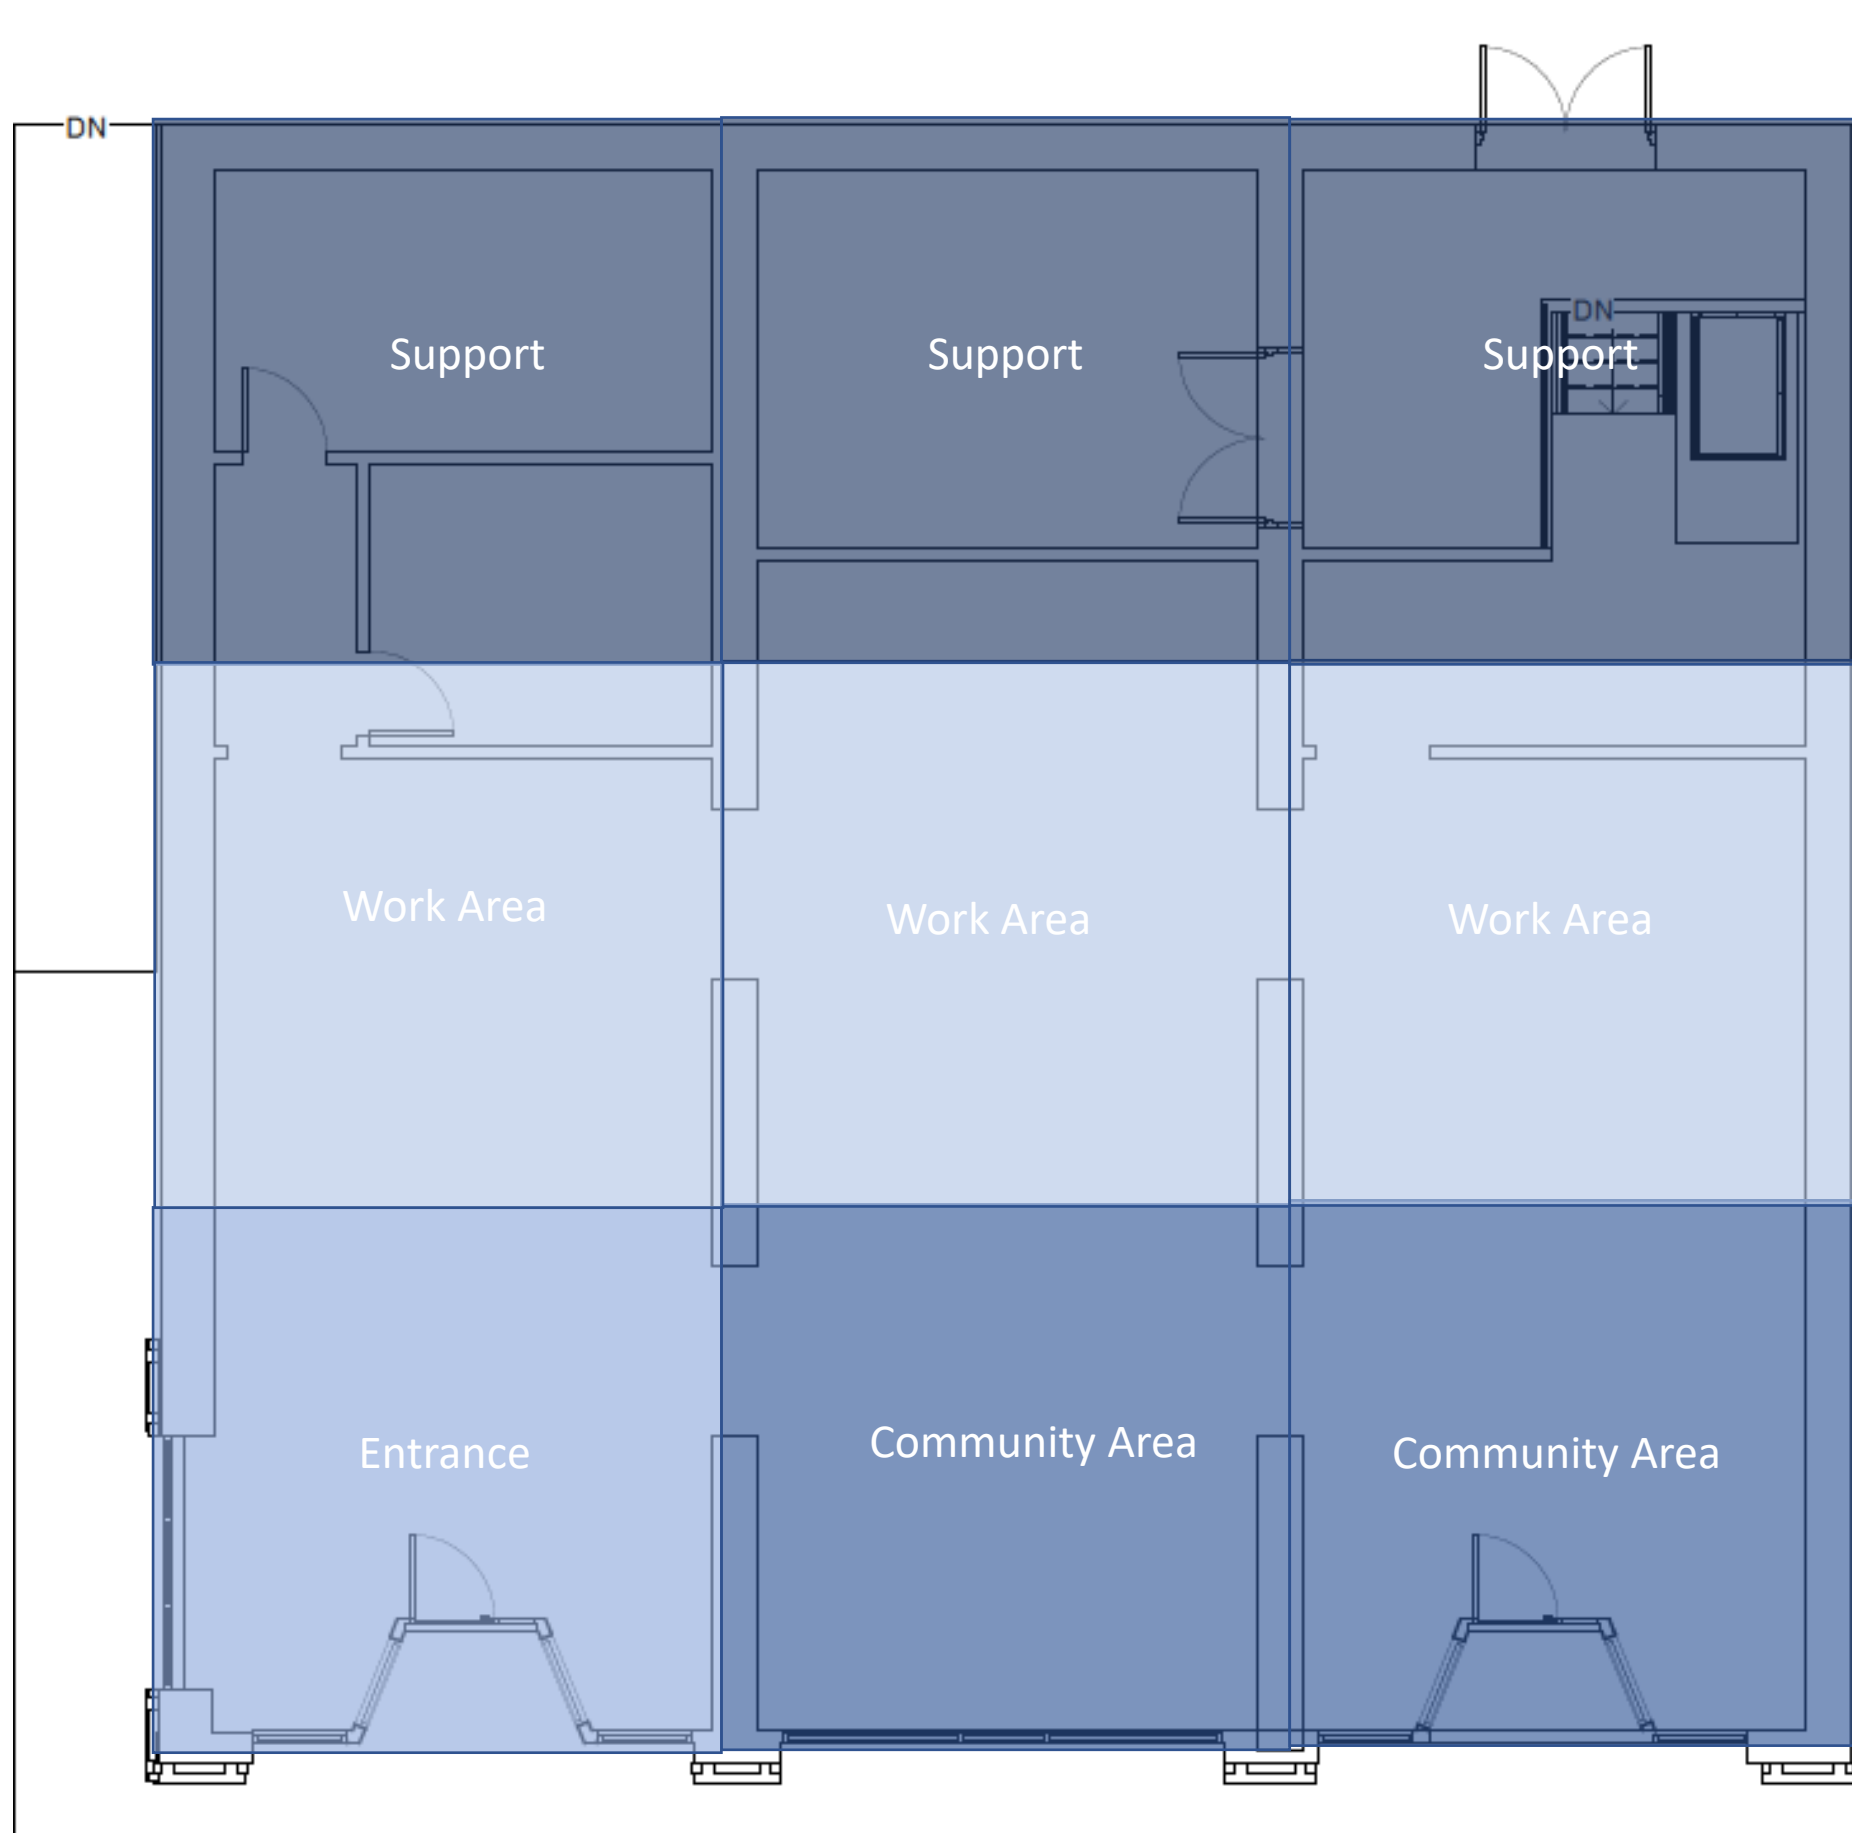 DN
DN
Support
Support
Support
Work Area
Work Area
Work Area
Entrance
Community Area
Community Area